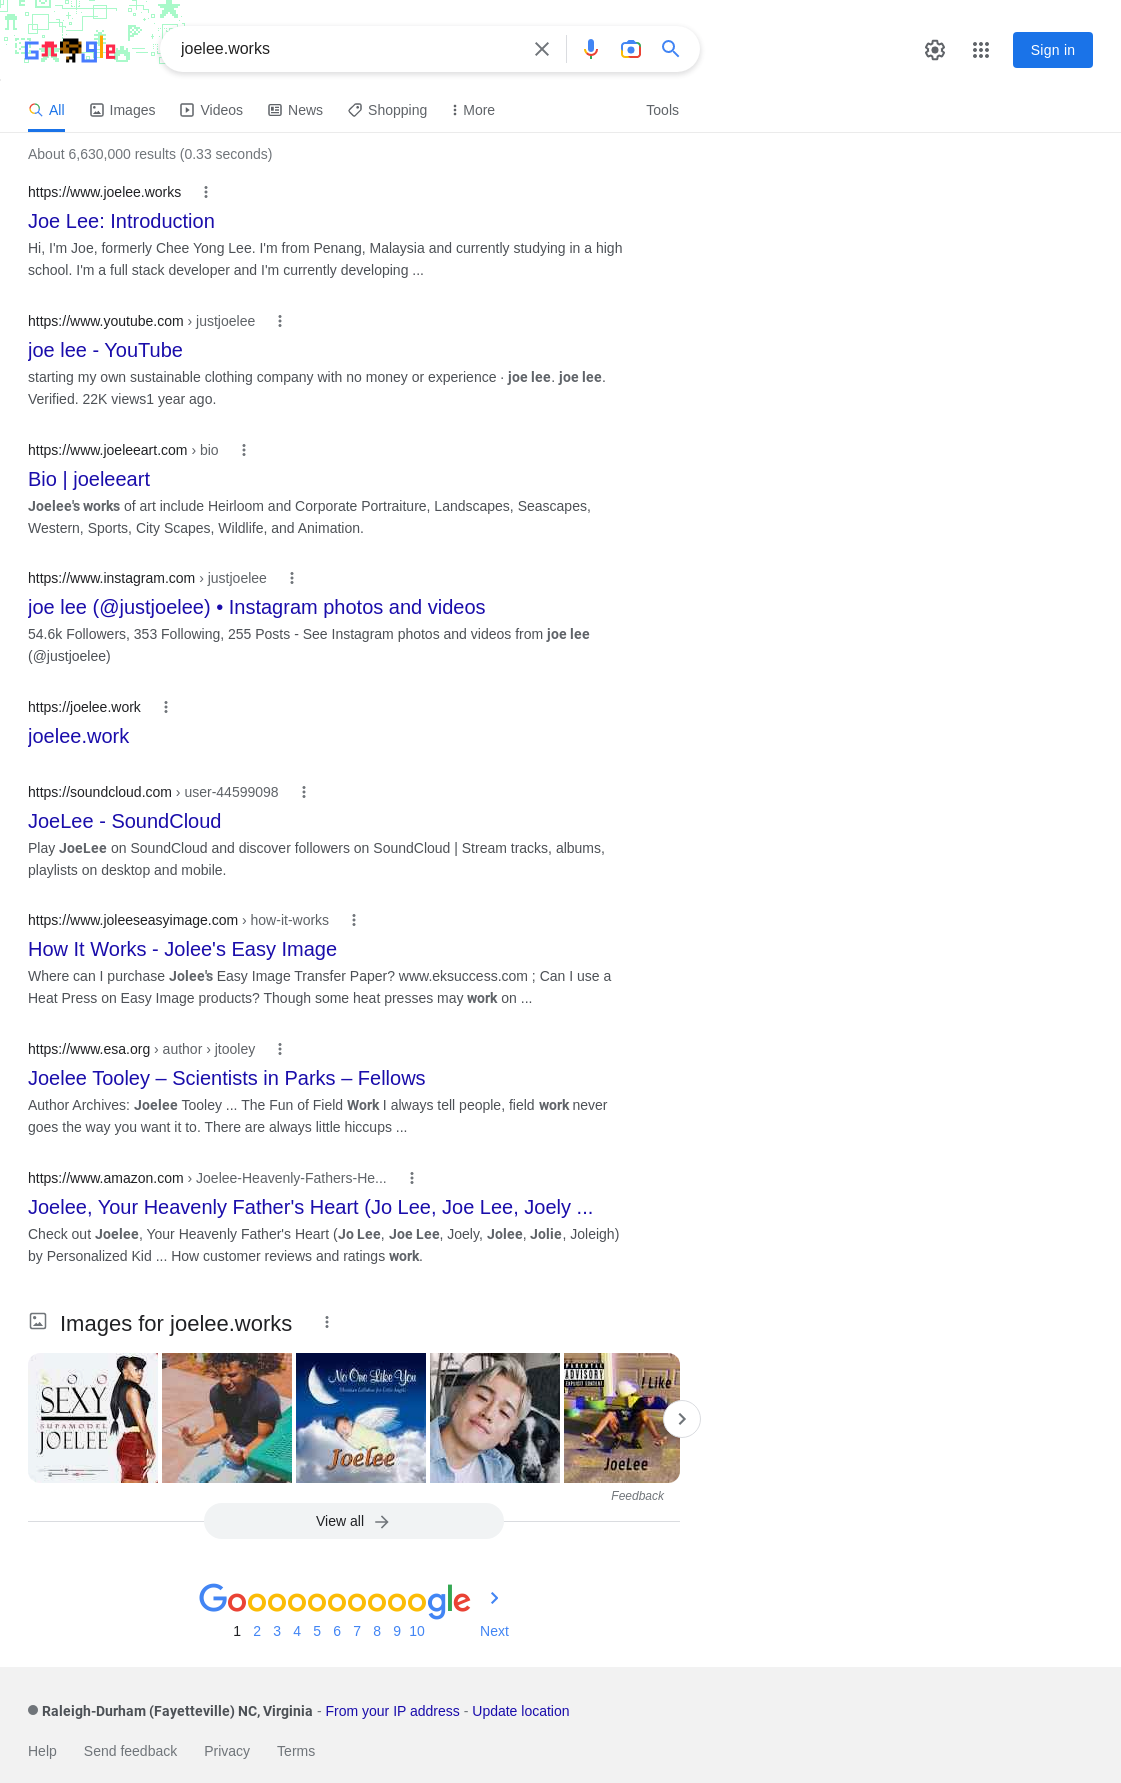 joelee.works
Sign in
All Images Videos News Shopping More Tools
About 6,630,000 results (0.33 seconds)
https://www.joelee.works
Joe Lee: Introduction
Hi, I'm Joe, formerly Chee Yong Lee. I'm from Penang, Malaysia and currently studying in a high
school. I'm a full stack developer and I'm currently developing ...
https://www.youtube.com › justjoelee
joe lee - YouTube
starting my own sustainable clothing company with no money or experience · joe lee. joe lee.
Verified. 22K views1 year ago.
https://www.joeleeart.com › bio
Bio | joeleeart
Joelee's works of art include Heirloom and Corporate Portraiture, Landscapes, Seascapes,
Western, Sports, City Scapes, Wildlife, and Animation.
https://www.instagram.com › justjoelee
joe lee (@justjoelee) • Instagram photos and videos
54.6k Followers, 353 Following, 255 Posts - See Instagram photos and videos from joe lee
(@justjoelee)
https://joelee.work
joelee.work
https://soundcloud.com › user-44599098
JoeLee - SoundCloud
Play JoeLee on SoundCloud and discover followers on SoundCloud | Stream tracks, albums,
playlists on desktop and mobile.
https://www.joleeseasyimage.com › how-it-works
How It Works - Jolee's Easy Image
Where can I purchase Jolee's Easy Image Transfer Paper? www.eksuccess.com ; Can I use a
Heat Press on Easy Image products? Though some heat presses may work on ...
https://www.esa.org › author › jtooley
Joelee Tooley – Scientists in Parks – Fellows
Author Archives: Joelee Tooley ... The Fun of Field Work I always tell people, field work never
goes the way you want it to. There are always little hiccups ...
https://www.amazon.com › Joelee-Heavenly-Fathers-He...
Joelee, Your Heavenly Father's Heart (Jo Lee, Joe Lee, Joely ...
Check out Joelee, Your Heavenly Father's Heart (Jo Lee, Joe Lee, Joely, Jolee, Jolie, Joleigh)
by Personalized Kid ... How customer reviews and ratings work.
Images for joelee.works
SOO
SEXY
SUPAMODEL
JOELEE
No One Like You
Christian Lullabies for Little Angels
Joelee
PARENTAL
ADVISORY
EXPLICIT CONTENT
I Like
JoeLee
Feedback
View all
Goooooooooogle
1 2 3 4 5 6 7 8 9 10 Next
Raleigh-Durham (Fayetteville) NC, Virginia - From your IP address - Update location
Help Send feedback Privacy Terms